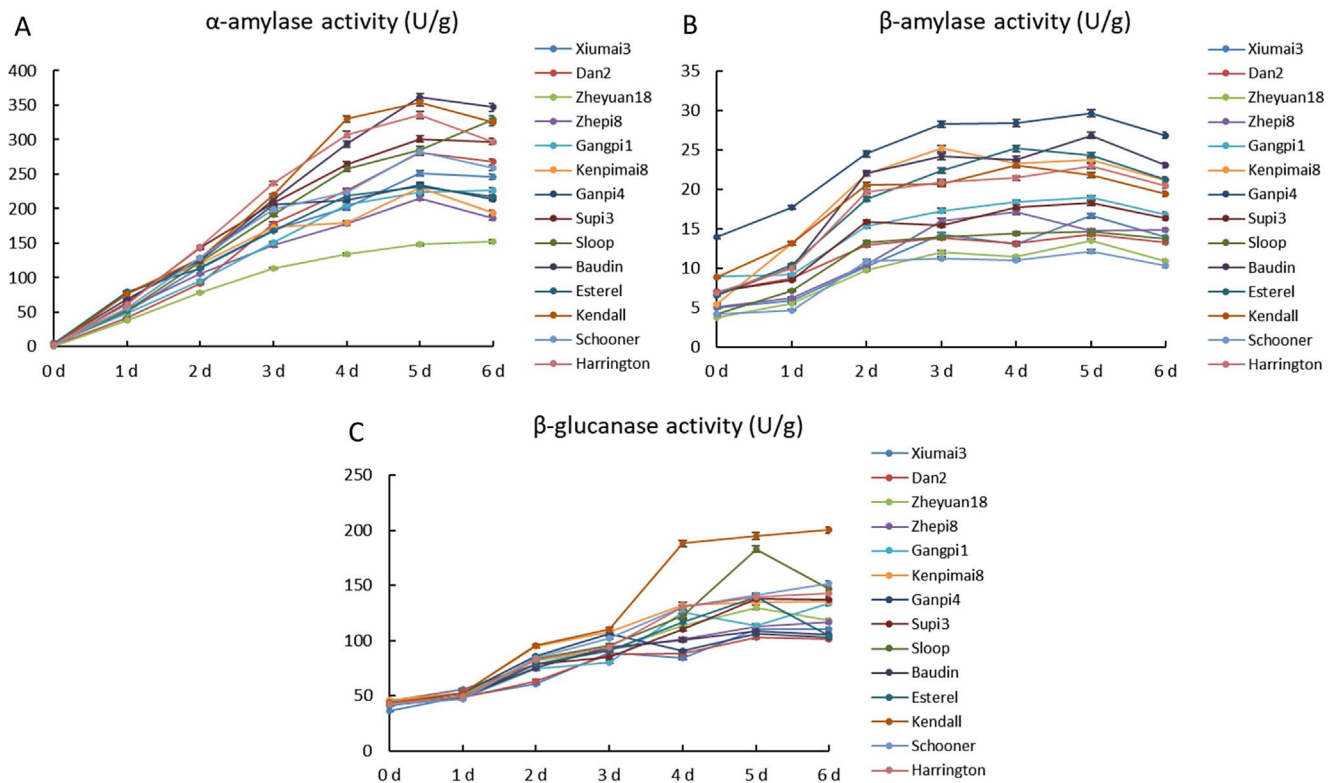 A
α-amylase activity (U/g)
400
350
300
250
200
150
100
50
0
0 d 1 d 2 d 3 d 4 d 5 d 6 d
Xiumai3
Dan2
Zheyuan18
Zhepi8
Gangpi1
Kenpimai8
Ganpi4
Supi3
Sloop
Baudin
Esterel
Kendall
Schooner
Harrington
B
β-amylase activity (U/g)
35
30
25
20
15
10
5
0
0 d 1 d 2 d 3 d 4 d 5 d 6 d
Xiumai3
Dan2
Zheyuan18
Zhepi8
Gangpi1
Kenpimai8
Ganpi4
Supi3
Sloop
Baudin
Esterel
Kendall
Schooner
Harrington
C
β-glucanase activity (U/g)
250
200
150
100
50
0
0 d 1 d 2 d 3 d 4 d 5 d 6 d
Xiumai3
Dan2
Zheyuan18
Zhepi8
Gangpi1
Kenpimai8
Ganpi4
Supi3
Sloop
Baudin
Esterel
Kendall
Schooner
Harrington